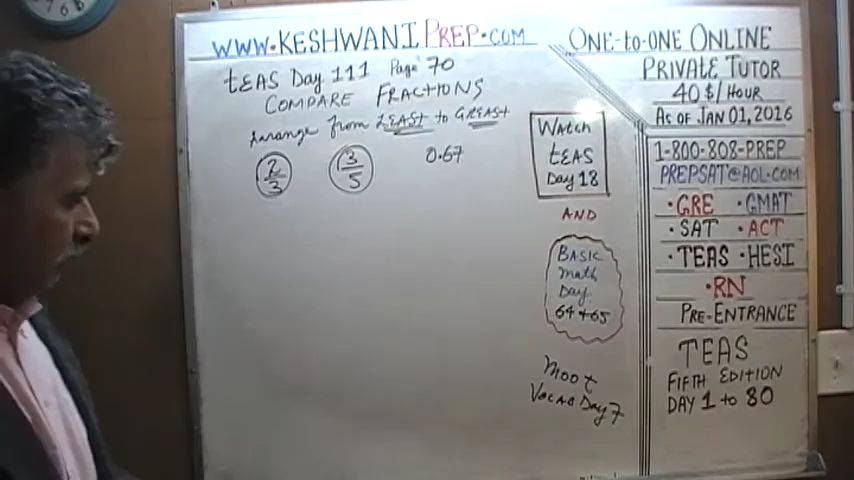 WWW.KESHWANIPREP.COM
tEAS Day 111 Page 70
COMPARE FRACTIONS
Arrange from LEAST to GREAST
2/3 3/5 0.67
Watch
tEAS
Day 18
AND
BASIC
math
Day
64+65
moot
VOCAB Day 7
ONE-to-ONE ONLINE
PRIVATE TUTOR
40$/HOUR
AS OF JAN 01, 2016
1-800-808-PREP
PREPSAT@AOL.COM
•GRE •GMAT
•SAT •ACT
•TEAS •HESI
•RN
PRE-ENTRANCE
TEAS
FIFTH EDITION
DAY 1 to 80